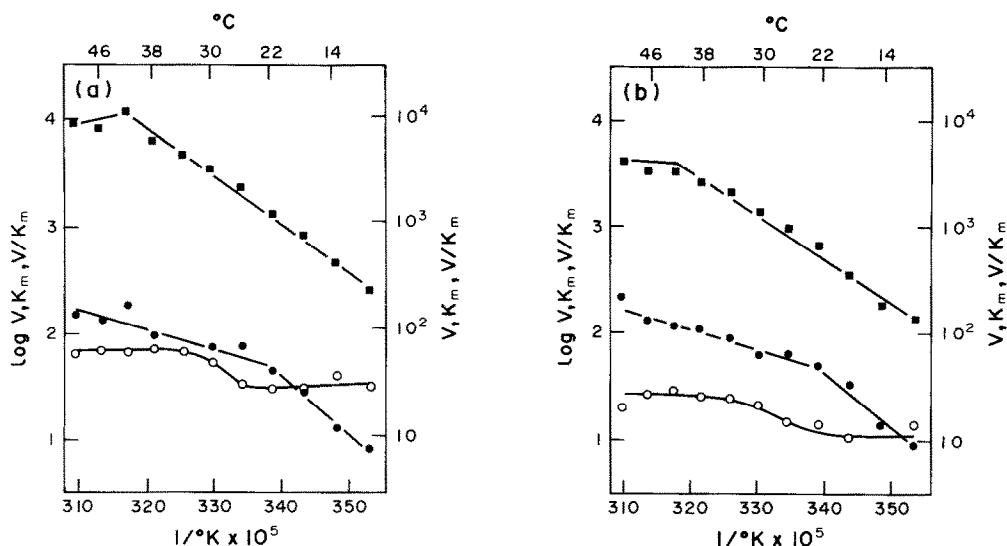 °C
46 38 30 22 14
(a)
4
3
2
1
Log V, Km, V/Km
10⁴
10³
10²
10
V, Km, V/Km
310 320 330 340 350
1/°K x 10⁵
°C
46 38 30 22 14
(b)
4
3
2
1
Log V, Km, V/Km
10⁴
10³
10²
10
V, Km, V/Km
310 320 330 340 350
1/°K x 10⁵